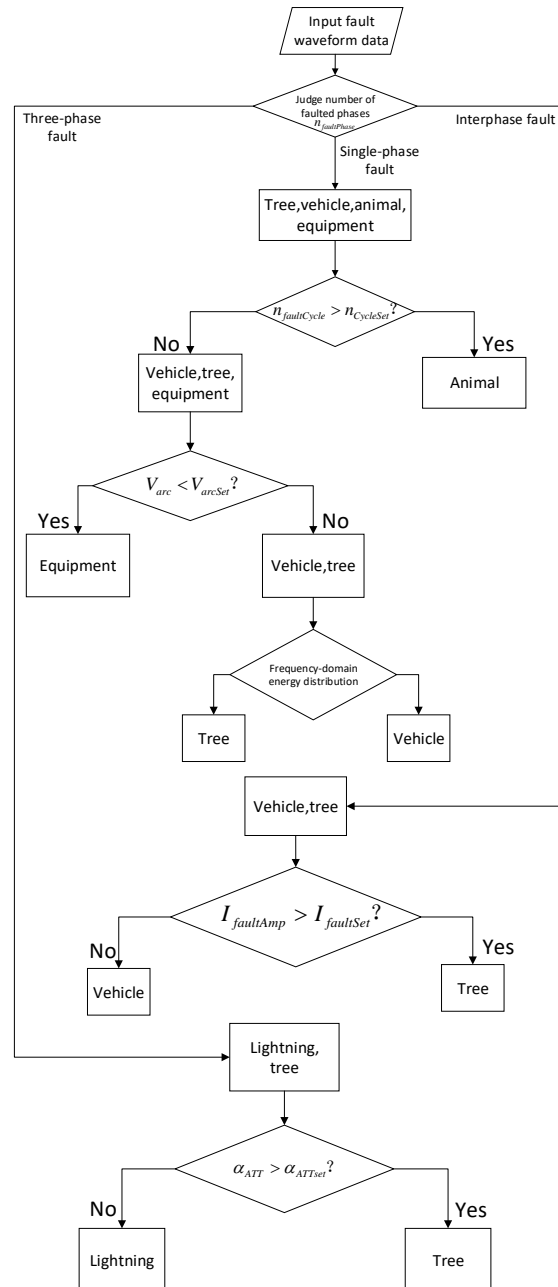 Input fault
waveform data
Judge number of
faulted phases
n_faultPhase
Three-phase
fault
Interphase fault
Single-phase
fault
Tree,vehicle,animal,
equipment
n_faultCycle > n_CycleSet?
No
Yes
Vehicle,tree,
equipment
Animal
V_arc < V_arcSet?
Yes
No
Equipment
Vehicle,tree
Frequency-domain
energy distribution
Tree
Vehicle
Vehicle,tree
I_faultAmp > I_faultSet?
No
Yes
Vehicle
Tree
Lightning,
tree
α_ATT > α_ATTset?
No
Yes
Lightning
Tree